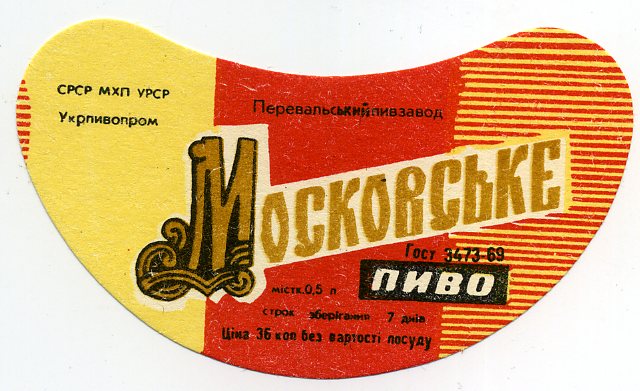 СРСР МХП УРСР
Укрпивопром
Перевальський пивзавод
Московське
Гост 3473-69
пиво
містк.0,5 л
строк зберігання 7 днів
Ціна 36 коп без вартості посуду